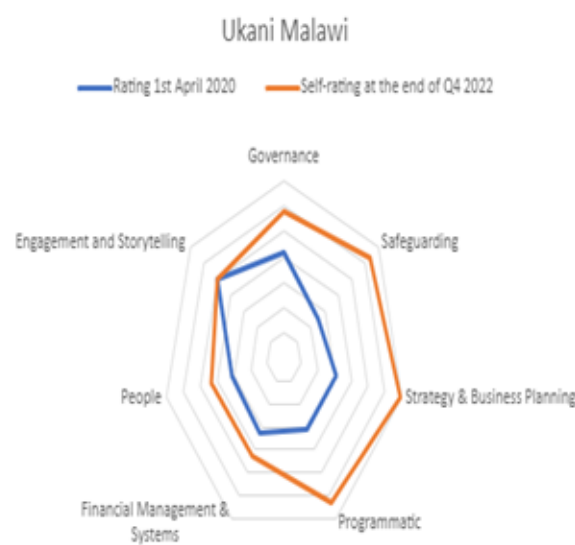 Ukani Malawi
Rating 1st April 2020
Self-rating at the end of Q4 2022
Governance
Safeguarding
Strategy & Business Planning
Programmatic
Financial Management &
Systems
People
Engagement and Storytelling